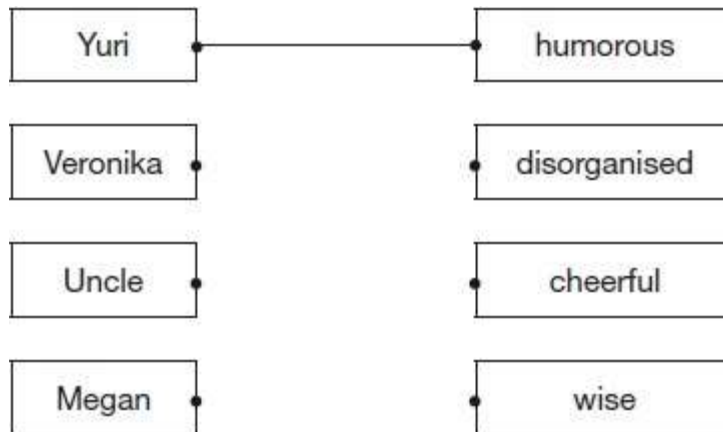 Yuri humorous
Veronika disorganised
Uncle cheerful
Megan wise